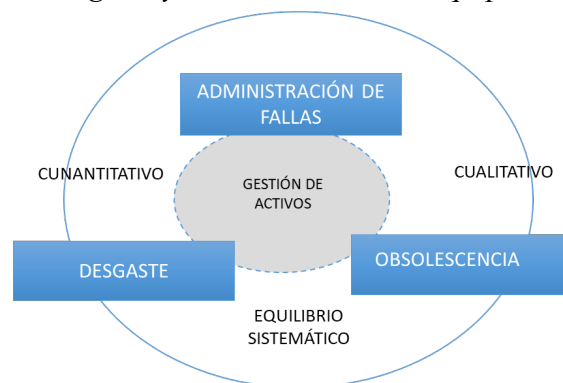 ADMINISTRACIÓN DE
FALLAS
CUNANTITATIVO
CUALITATIVO
GESTIÓN DE
ACTIVOS
DESGASTE
OBSOLESCENCIA
EQUILIBRIO
SISTEMÁTICO